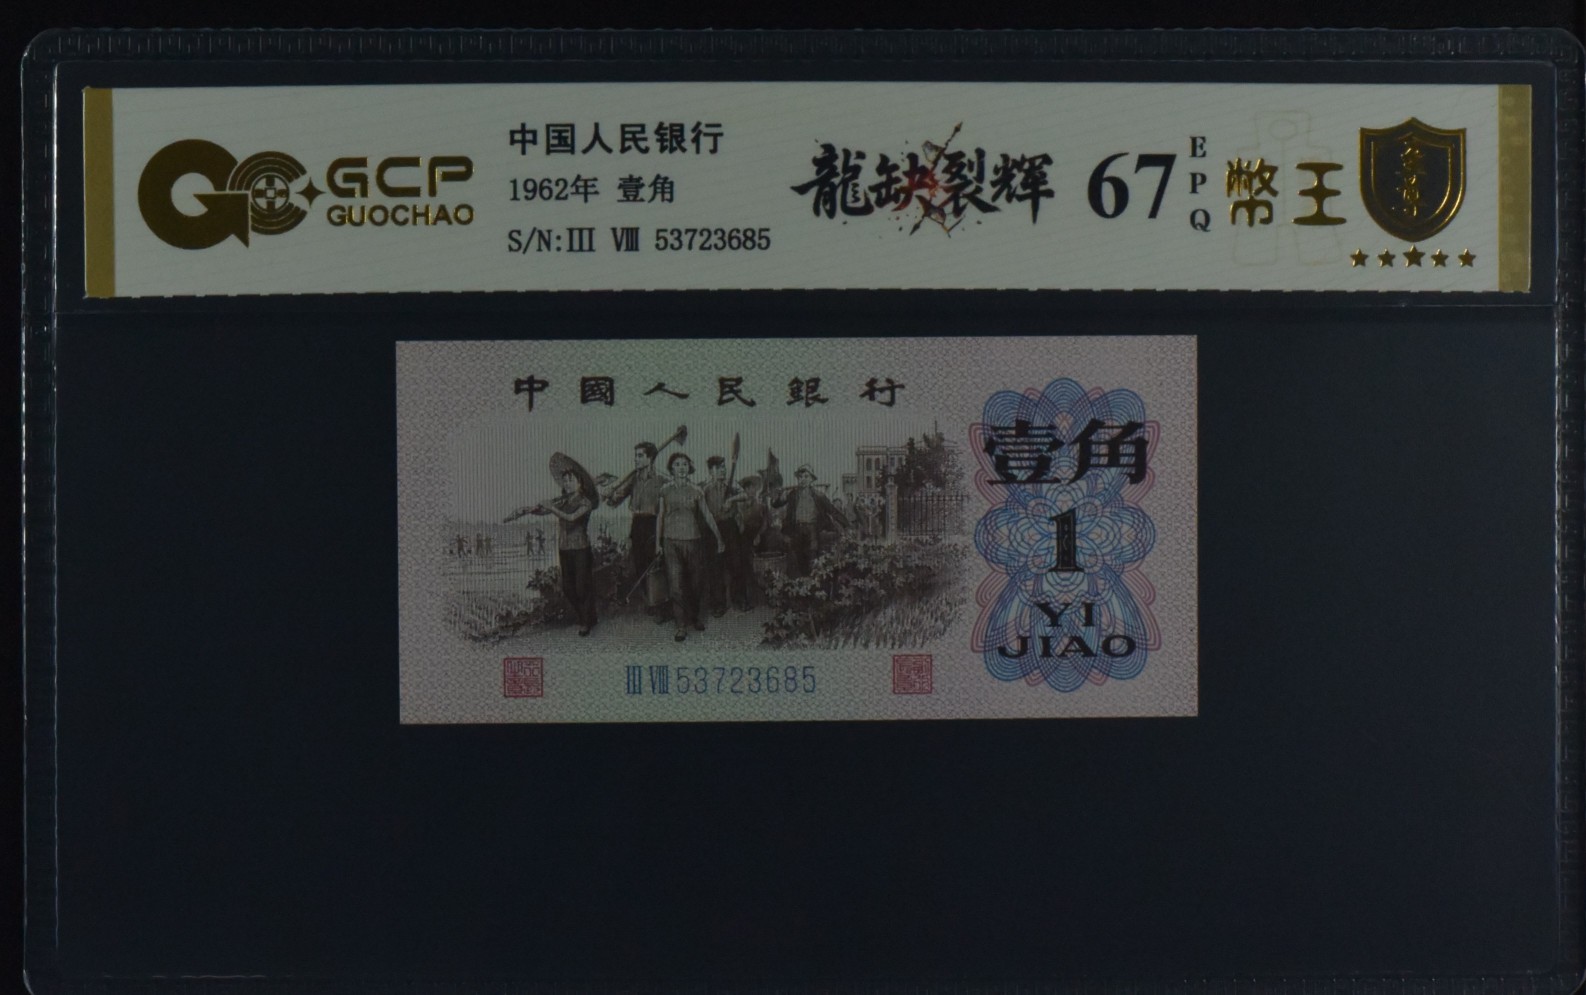 GCP
GUOCHAO
中国人民银行
1962年 壹角
S/N:III VIII 53723685
龍缺裂辉
67
EPQ
幣王
中國人民銀行
壹角
1
YI
JIAO
III VIII 53723685